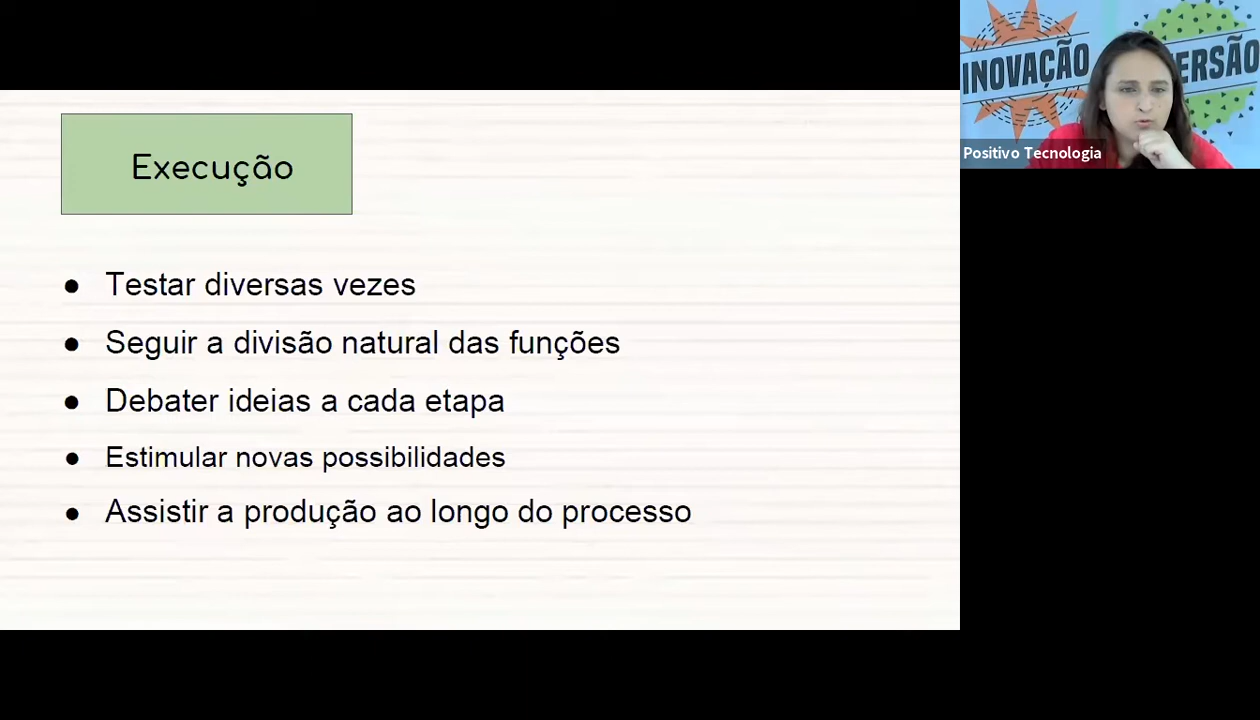 Execução
● Testar diversas vezes
● Seguir a divisão natural das funções
● Debater ideias a cada etapa
● Estimular novas possibilidades
● Assistir a produção ao longo do processo
INOVAÇÃO
ERSÃO
Positivo Tecnologia